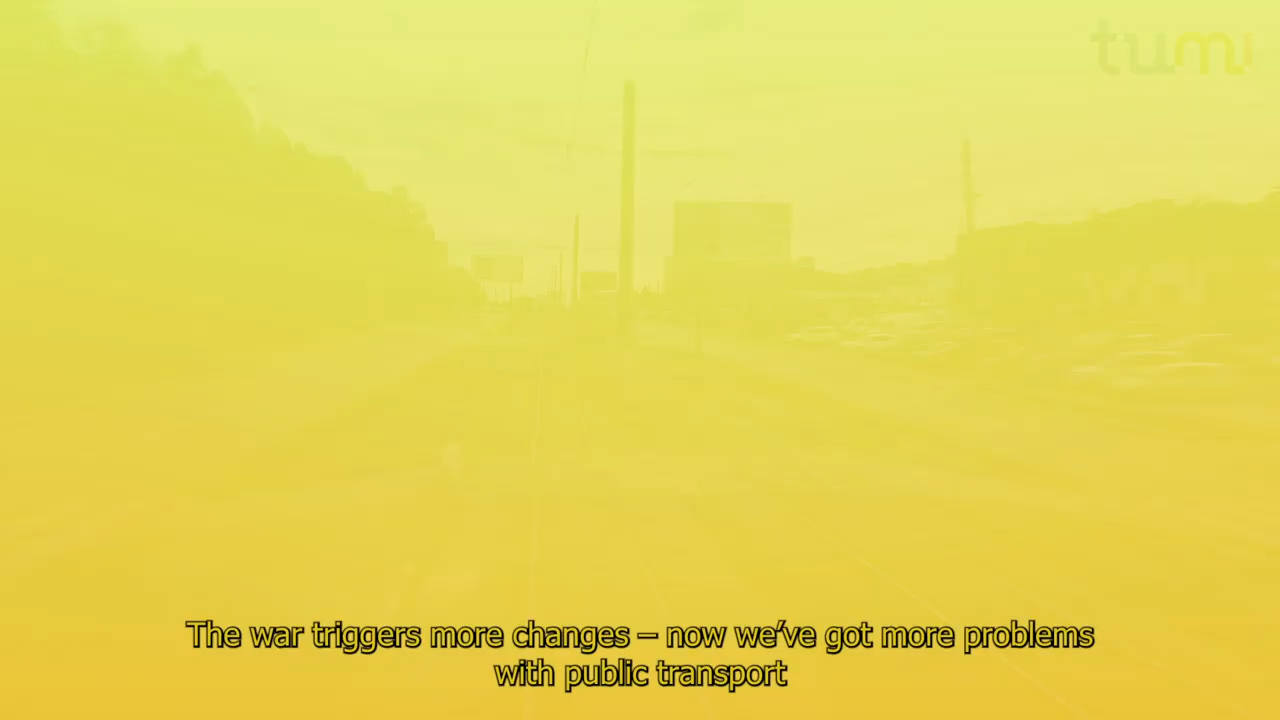 tumi
The war triggers more changes – now we’ve got more problems
with public transport